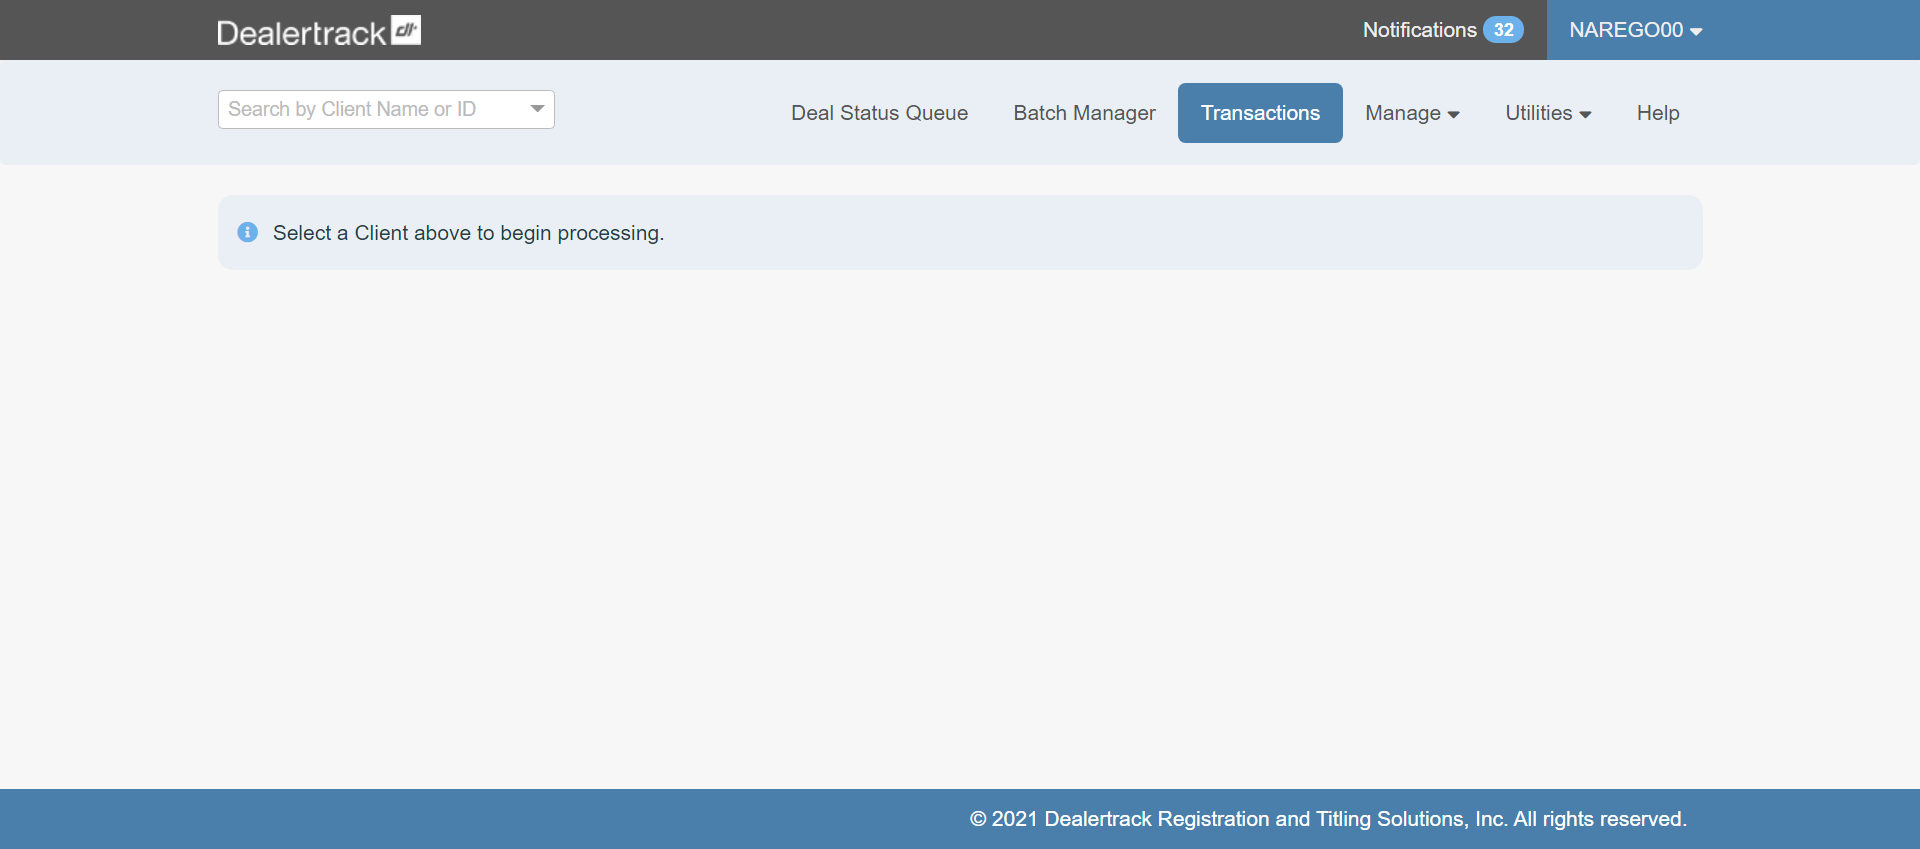 Dealertrack dt
Notifications 32
NAREGO00
Search by Client Name or ID
Deal Status Queue
Batch Manager
Transactions
Manage
Utilities
Help
Select a Client above to begin processing.
© 2021 Dealertrack Registration and Titling Solutions, Inc. All rights reserved.